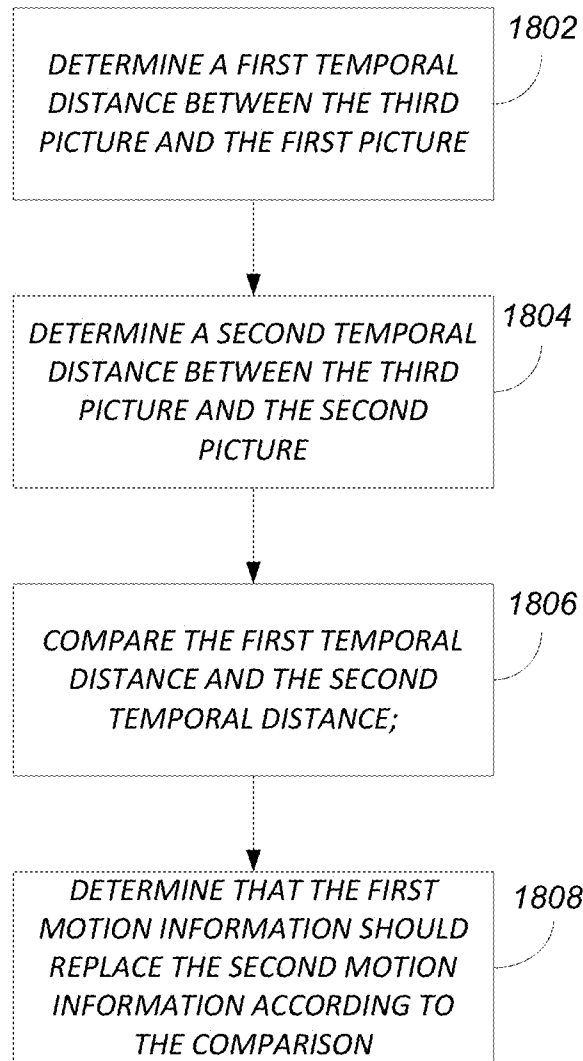 1802
DETERMINE A FIRST TEMPORAL
DISTANCE BETWEEN THE THIRD
PICTURE AND THE FIRST PICTURE
1804
DETERMINE A SECOND TEMPORAL
DISTANCE BETWEEN THE THIRD
PICTURE AND THE SECOND
PICTURE
1806
COMPARE THE FIRST TEMPORAL
DISTANCE AND THE SECOND
TEMPORAL DISTANCE;
1808
DETERMINE THAT THE FIRST
MOTION INFORMATION SHOULD
REPLACE THE SECOND MOTION
INFORMATION ACCORDING TO
THE COMPARISON